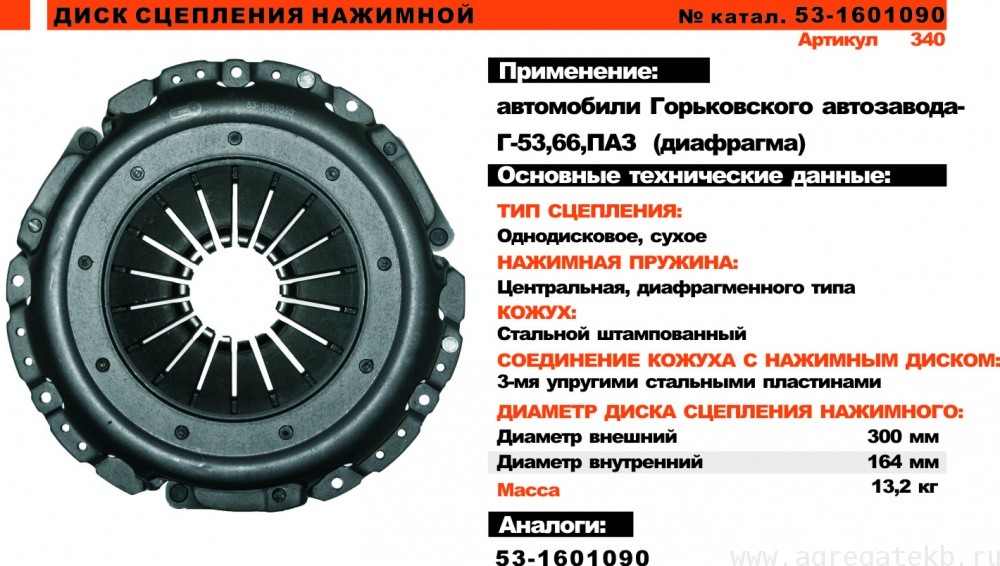 ДИСК СЦЕПЛЕНИЯ НАЖИМНОЙ № катал. 53-1601090
Артикул 340
Применение:
автомобили Горьковского автозавода-
Г-53,66,ПАЗ (диафрагма)
Основные технические данные:
ТИП СЦЕПЛЕНИЯ:
Однодисковое, сухое
НАЖИМНАЯ ПРУЖИНА:
Центральная, диафрагменного типа
КОЖУХ:
Стальной штампованный
СОЕДИНЕНИЕ КОЖУХА С НАЖИМНЫМ ДИСКОМ:
3-мя упругими стальными пластинами
ДИАМЕТР ДИСКА СЦЕПЛЕНИЯ НАЖИМНОГО:
Диаметр внешний 300 мм
Диаметр внутренний 164 мм
Масса 13,2 кг
Аналоги:
53-1601090
www.agregatekb.ru
53-1601090